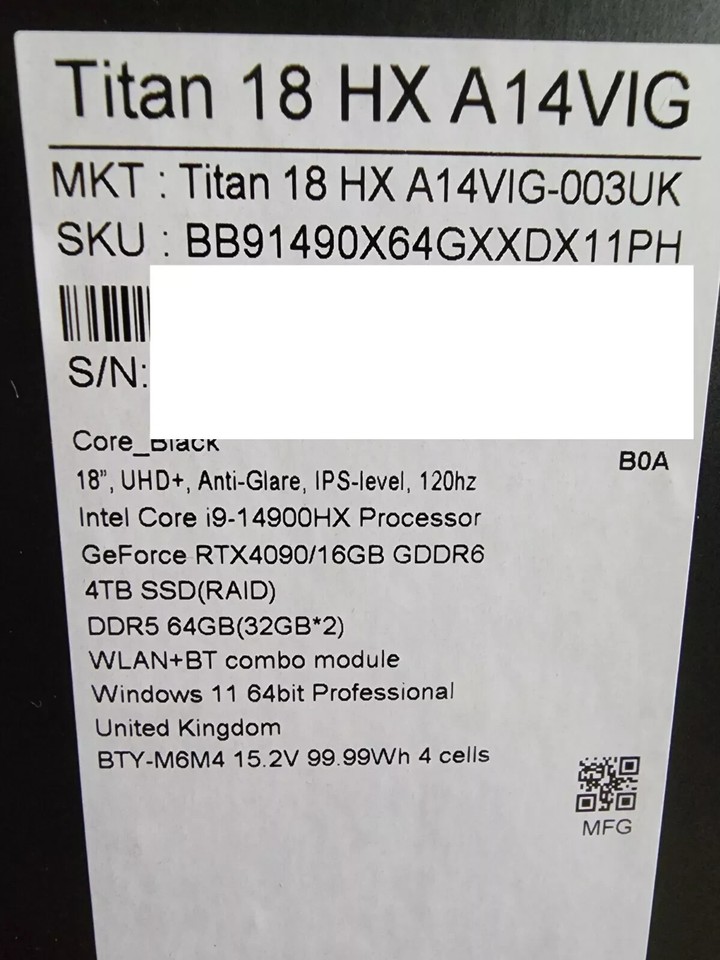 Titan 18 HX A14VIG
MKT : Titan 18 HX A14VIG-003UK
SKU : BB91490X64GXXDX11PH
S/N:
Core_Black
B0A
18”, UHD+, Anti-Glare, IPS-level, 120hz
Intel Core i9-14900HX Processor
GeForce RTX4090/16GB GDDR6
4TB SSD(RAID)
DDR5 64GB(32GB*2)
WLAN+BT combo module
Windows 11 64bit Professional
United Kingdom
BTY-M6M4 15.2V 99.99Wh 4 cells
MFG